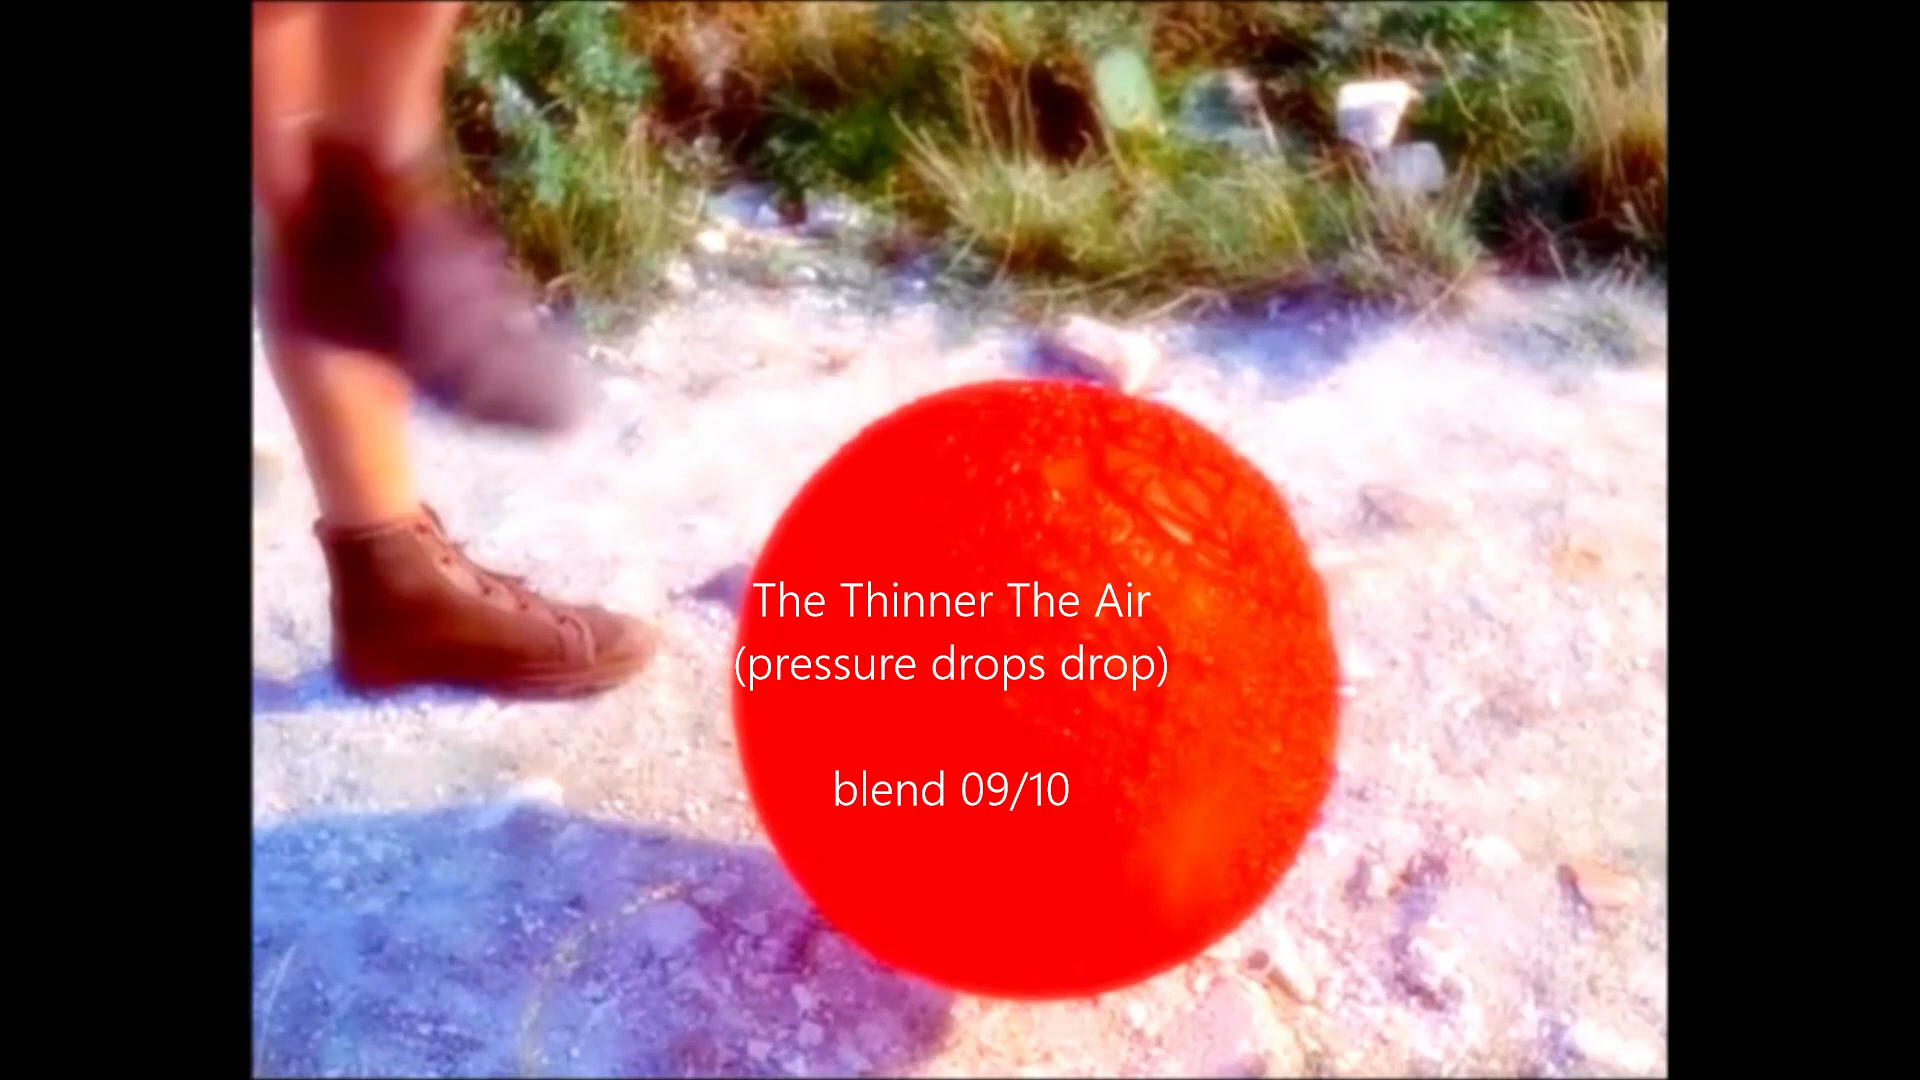 The Thinner The Air
(pressure drops drop)
blend 09/10